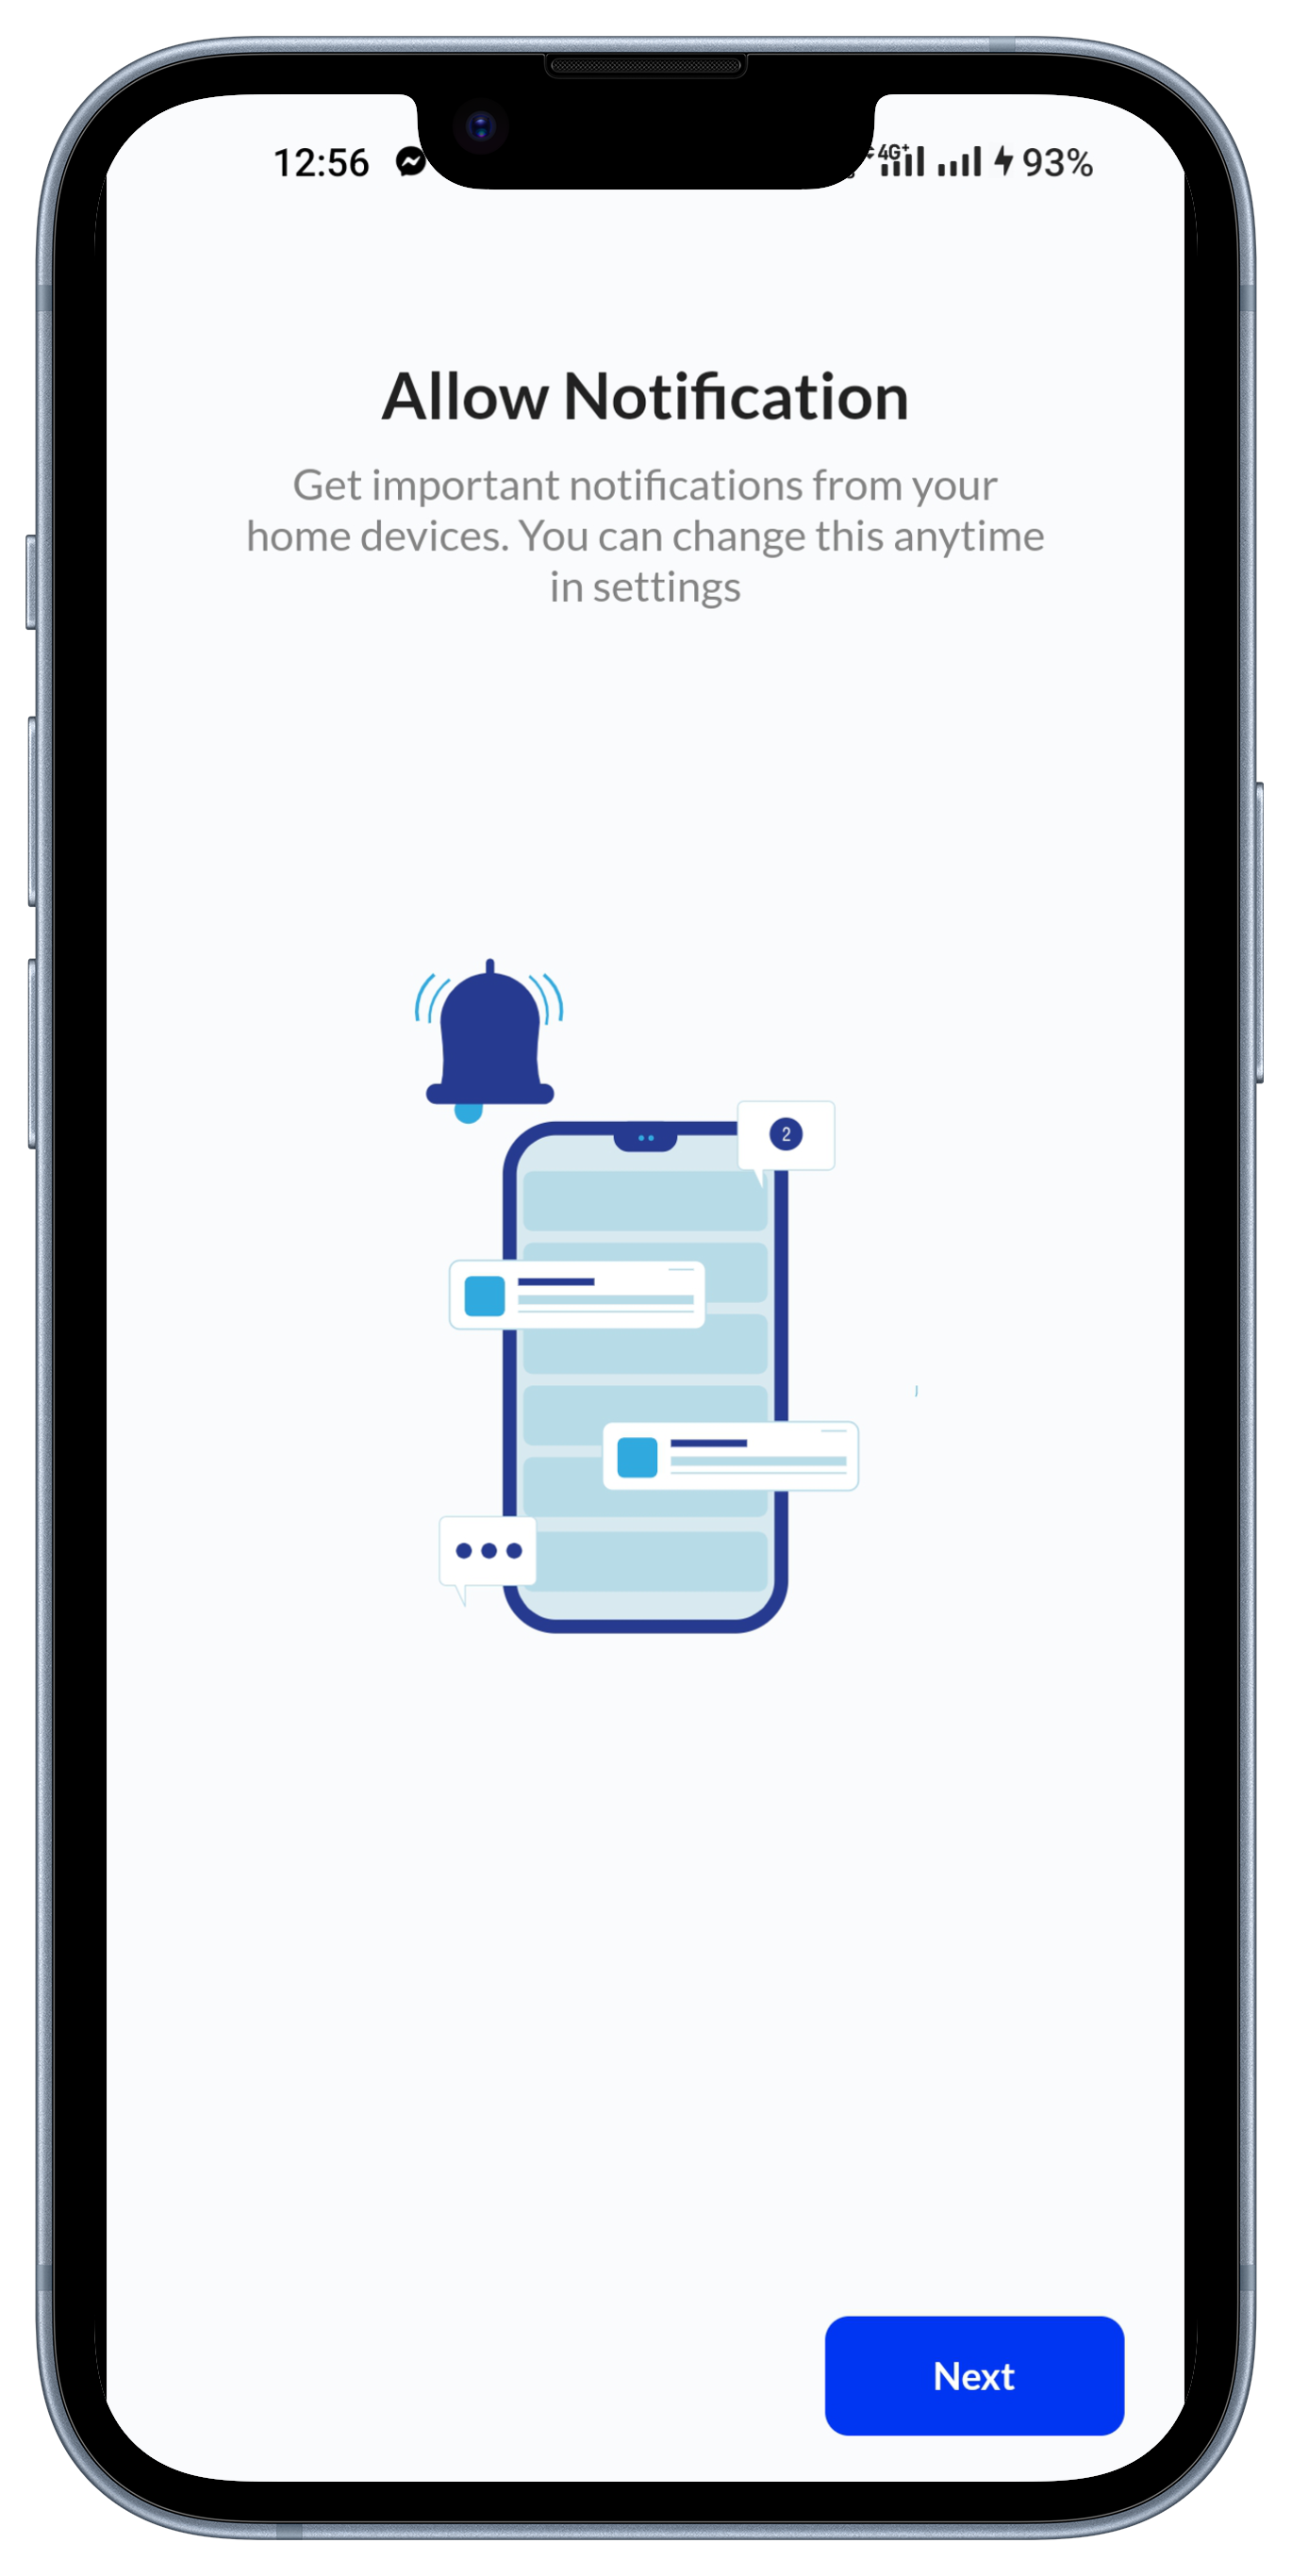 12:56 4G+ 93%
Allow Notification
Get important notifications from your
home devices. You can change this anytime
in settings
2
Next